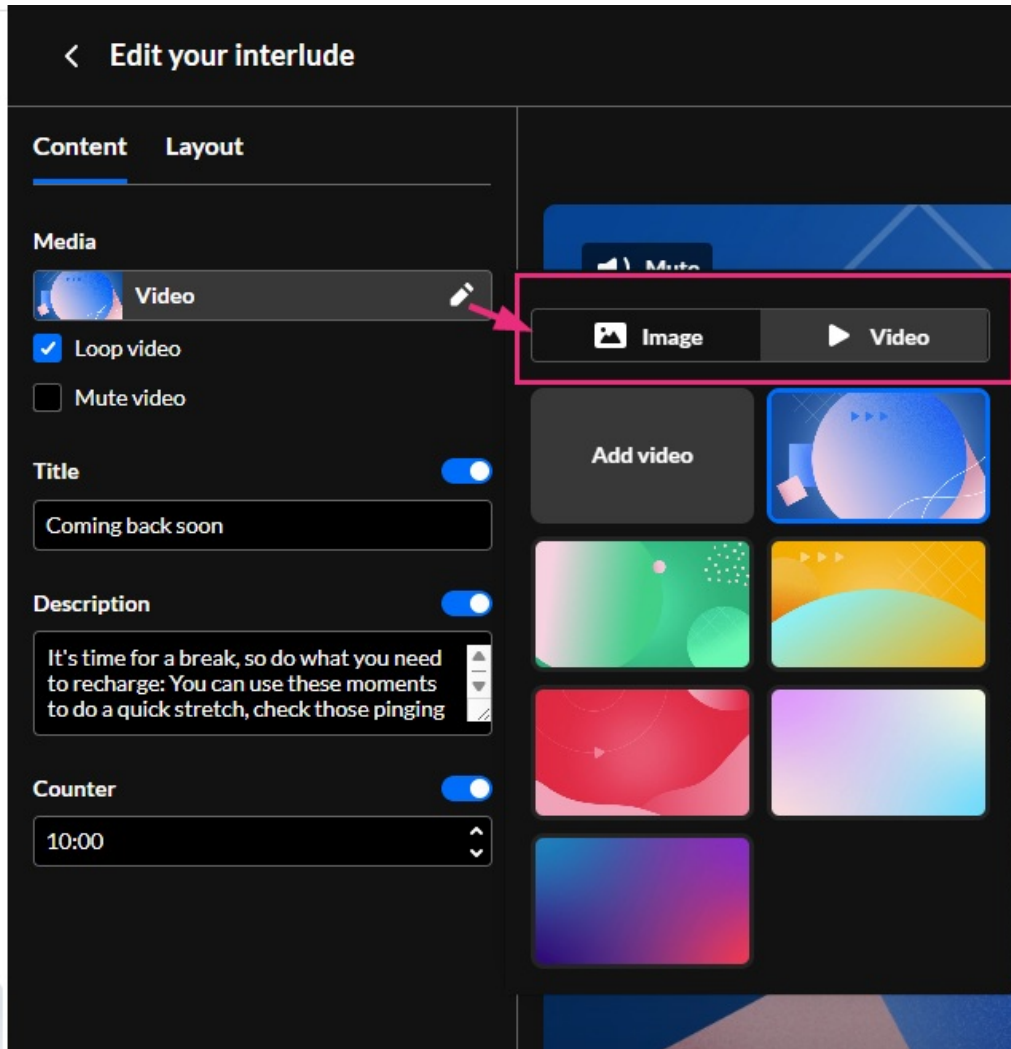 Edit your interlude
Content Layout
Media
Video
Loop video
Mute video
Title
Coming back soon
Description
It's time for a break, so do what you need
to recharge: You can use these moments
to do a quick stretch, check those pinging
Counter
10:00
Mute
Image Video
Add video